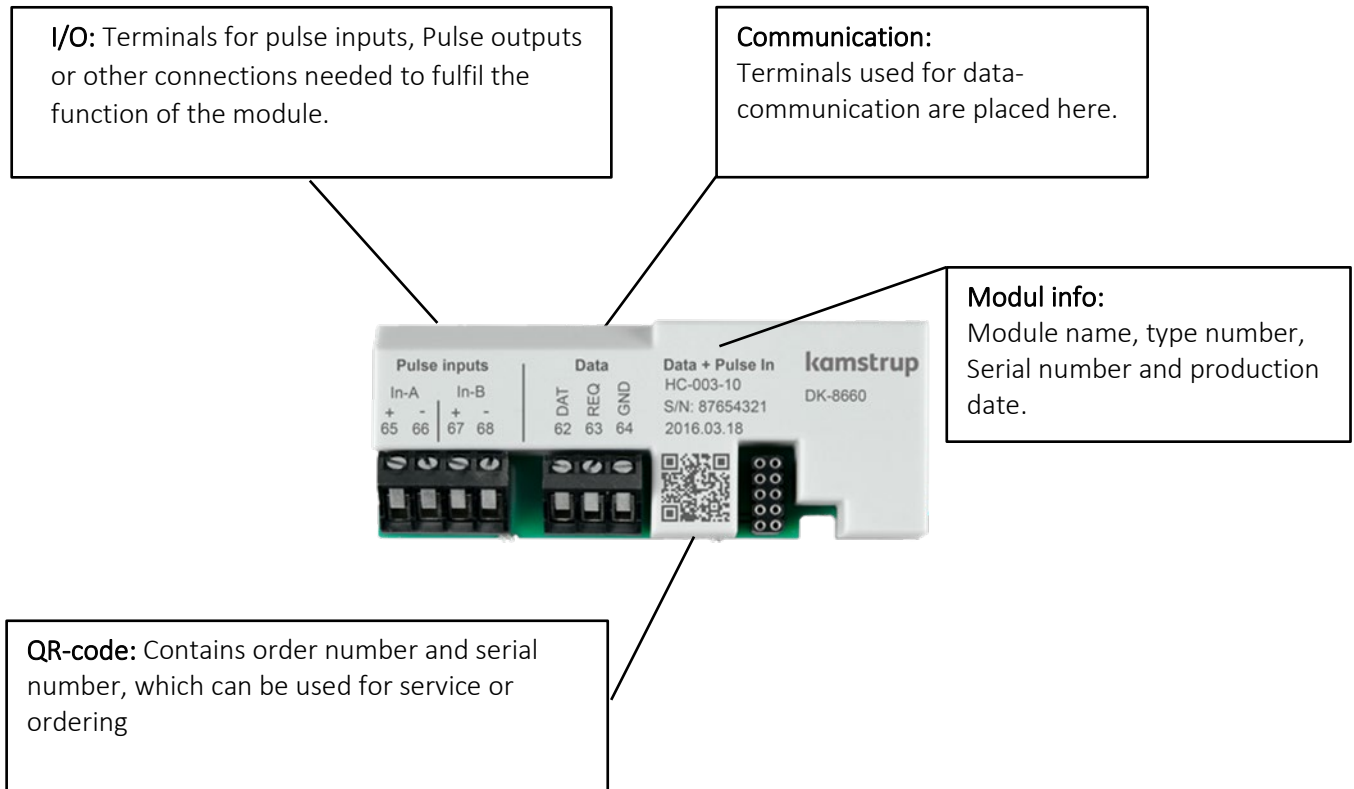 I/O: Terminals for pulse inputs, Pulse outputs
or other connections needed to fulfil the
function of the module.
Communication:
Terminals used for data-
communication are placed here.
Modul info:
Module name, type number,
Serial number and production
date.
Pulse inputs
In-A In-B
+ - + -
65 66 67 68
Data
DAT REQ GND
62 63 64
Data + Pulse In
HC-003-10
S/N: 87654321
2016.03.18
kamstrup
DK-8660
QR-code: Contains order number and serial
number, which can be used for service or
ordering